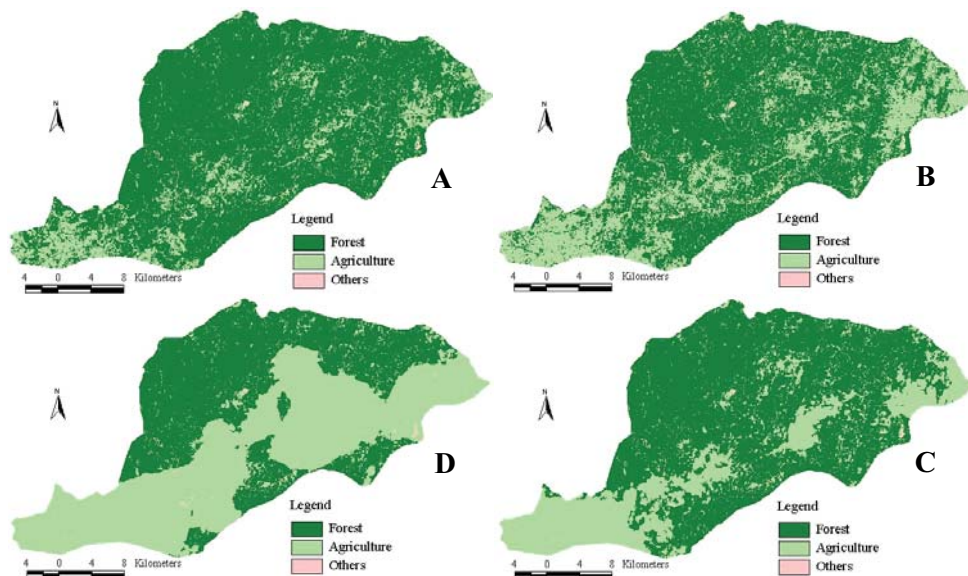 N
A
Legend
Forest
Agriculture
Others
4 0 4 8 Kilometers
N
B
Legend
Forest
Agriculture
Others
4 0 4 8 Kilometers
N
D
Legend
Forest
Agriculture
Others
4 0 4 8 Kilometers
N
C
Legend
Forest
Agriculture
Others
4 0 4 8 Kilometers